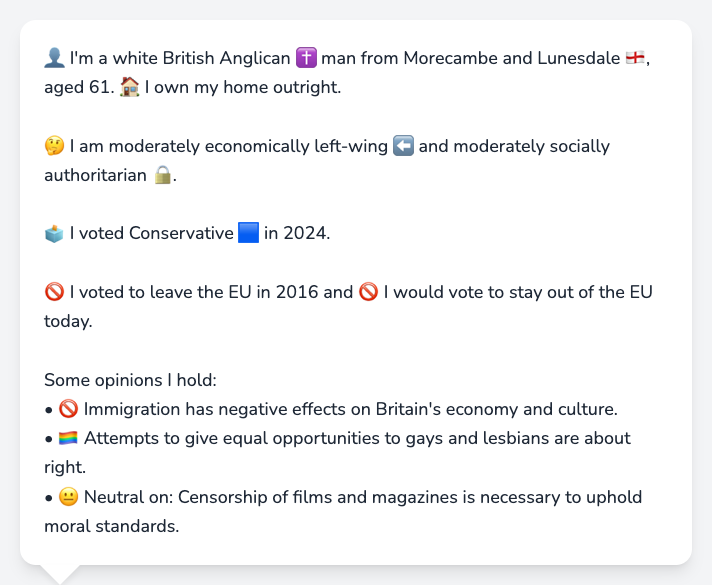 👤 I'm a white British Anglican ✝️ man from Morecambe and Lunesdale 🏴󠁧󠁢󠁥󠁮󠁧󠁿,
aged 61. 🏠 I own my home outright.
🤔 I am moderately economically left-wing ⬅️ and moderately socially
authoritarian 🔒.
🗳️ I voted Conservative 🟦 in 2024.
🚫 I voted to leave the EU in 2016 and 🚫 I would vote to stay out of the EU
today.
Some opinions I hold:
• 🚫 Immigration has negative effects on Britain's economy and culture.
• 🏳️‍🌈 Attempts to give equal opportunities to gays and lesbians are about
right.
• 😐 Neutral on: Censorship of films and magazines is necessary to uphold
moral standards.